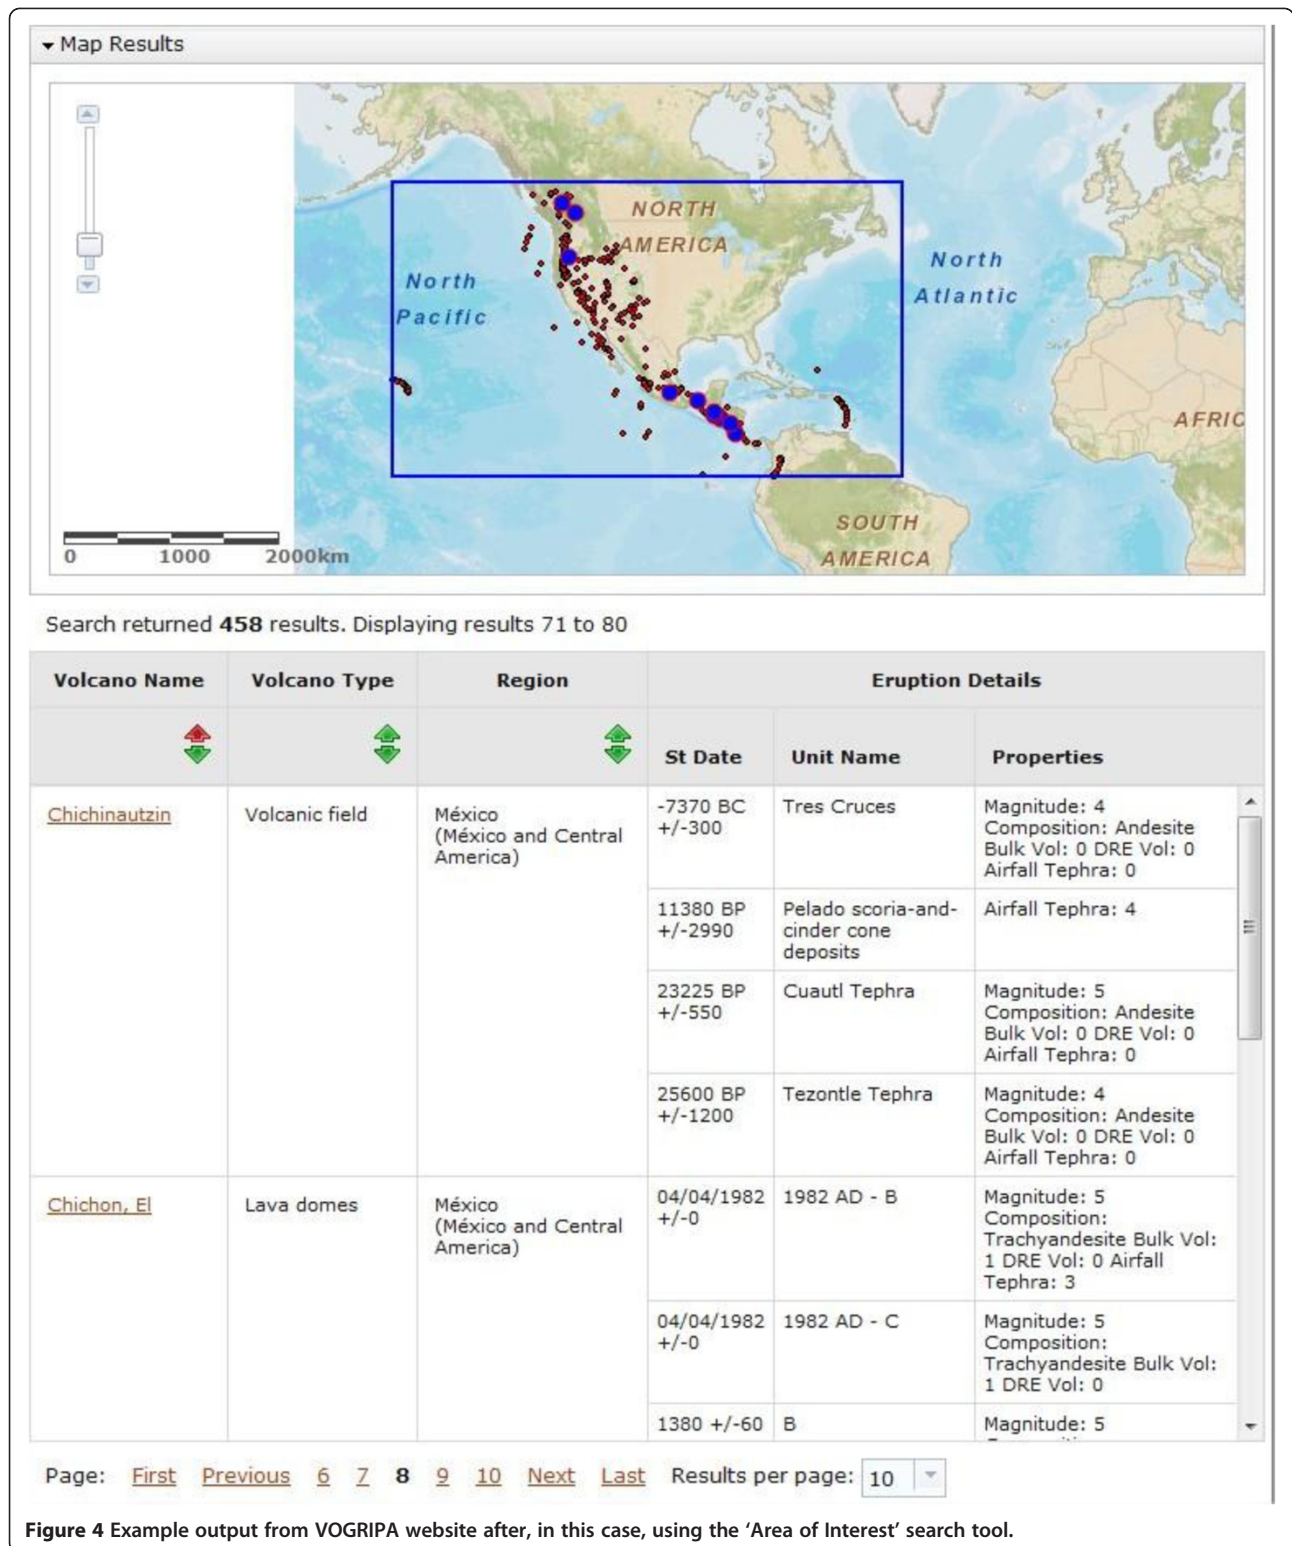 Map Results
NORTH
AMERICA
North
Pacific
North
Atlantic
AFRIC
SOUTH
AMERICA
0 1000 2000km
Search returned 458 results. Displaying results 71 to 80
Volcano Name Volcano Type Region Eruption Details
St Date Unit Name Properties
Chichinautzin Volcanic field México
(México and Central
America)
-7370 BC
+/-300
Tres Cruces
Magnitude: 4
Composition: Andesite
Bulk Vol: 0 DRE Vol: 0
Airfall Tephra: 0
11380 BP
+/-2990
Pelado scoria-and-
cinder cone
deposits
Airfall Tephra: 4
23225 BP
+/-550
Cuautl Tephra
Magnitude: 5
Composition: Andesite
Bulk Vol: 0 DRE Vol: 0
Airfall Tephra: 0
25600 BP
+/-1200
Tezontle Tephra
Magnitude: 4
Composition: Andesite
Bulk Vol: 0 DRE Vol: 0
Airfall Tephra: 0
Chichon, El Lava domes México
(México and Central
America)
04/04/1982
+/-0
1982 AD - B
Magnitude: 5
Composition:
Trachyandesite Bulk Vol:
1 DRE Vol: 0 Airfall
Tephra: 3
04/04/1982
+/-0
1982 AD - C
Magnitude: 5
Composition:
Trachyandesite Bulk Vol:
1 DRE Vol: 0
1380 +/-60 B Magnitude: 5
Page: First Previous 6 7 8 9 10 Next Last Results per page: 10
Figure 4 Example output from VOGRIPA website after, in this case, using the ‘Area of Interest’ search tool.